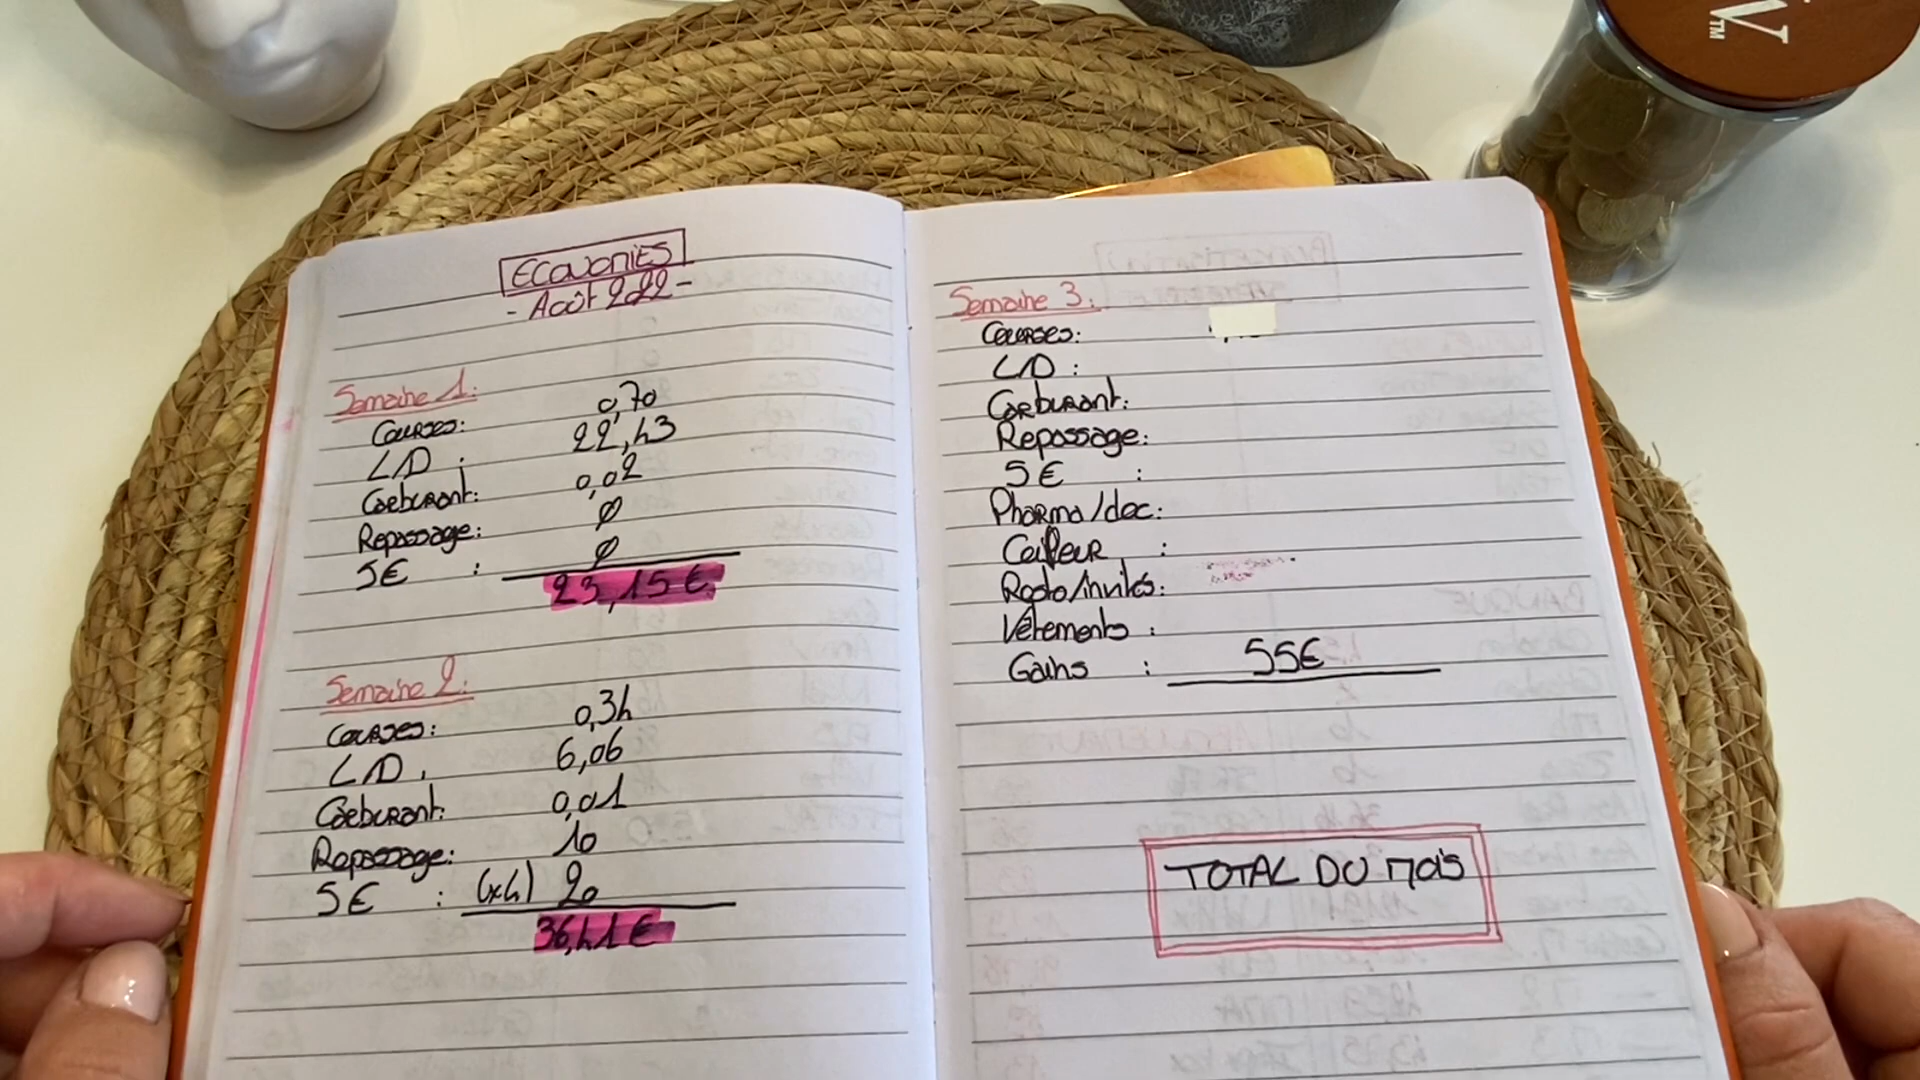 ECONOMIES
- Août 2022 -
Semaine 1:
Courses: 0,70
L/D : 22,43
Carburant: 0,02
Repassage: ∅
5€ : ∅
23,15 €
Semaine 2:
Courses: 0,34
L/D : 6,06
Carburant: 0,01
Repassage: 10
5€ : (x4) 20
36,41 €
Semaine 3:
Courses:
L/D :
Carburant:
Repassage:
5€ :
Pharma/doc:
Coiffeur :
Resto/invités:
Vêtements :
Gains : 55€
TOTAL DU MOIS
TM